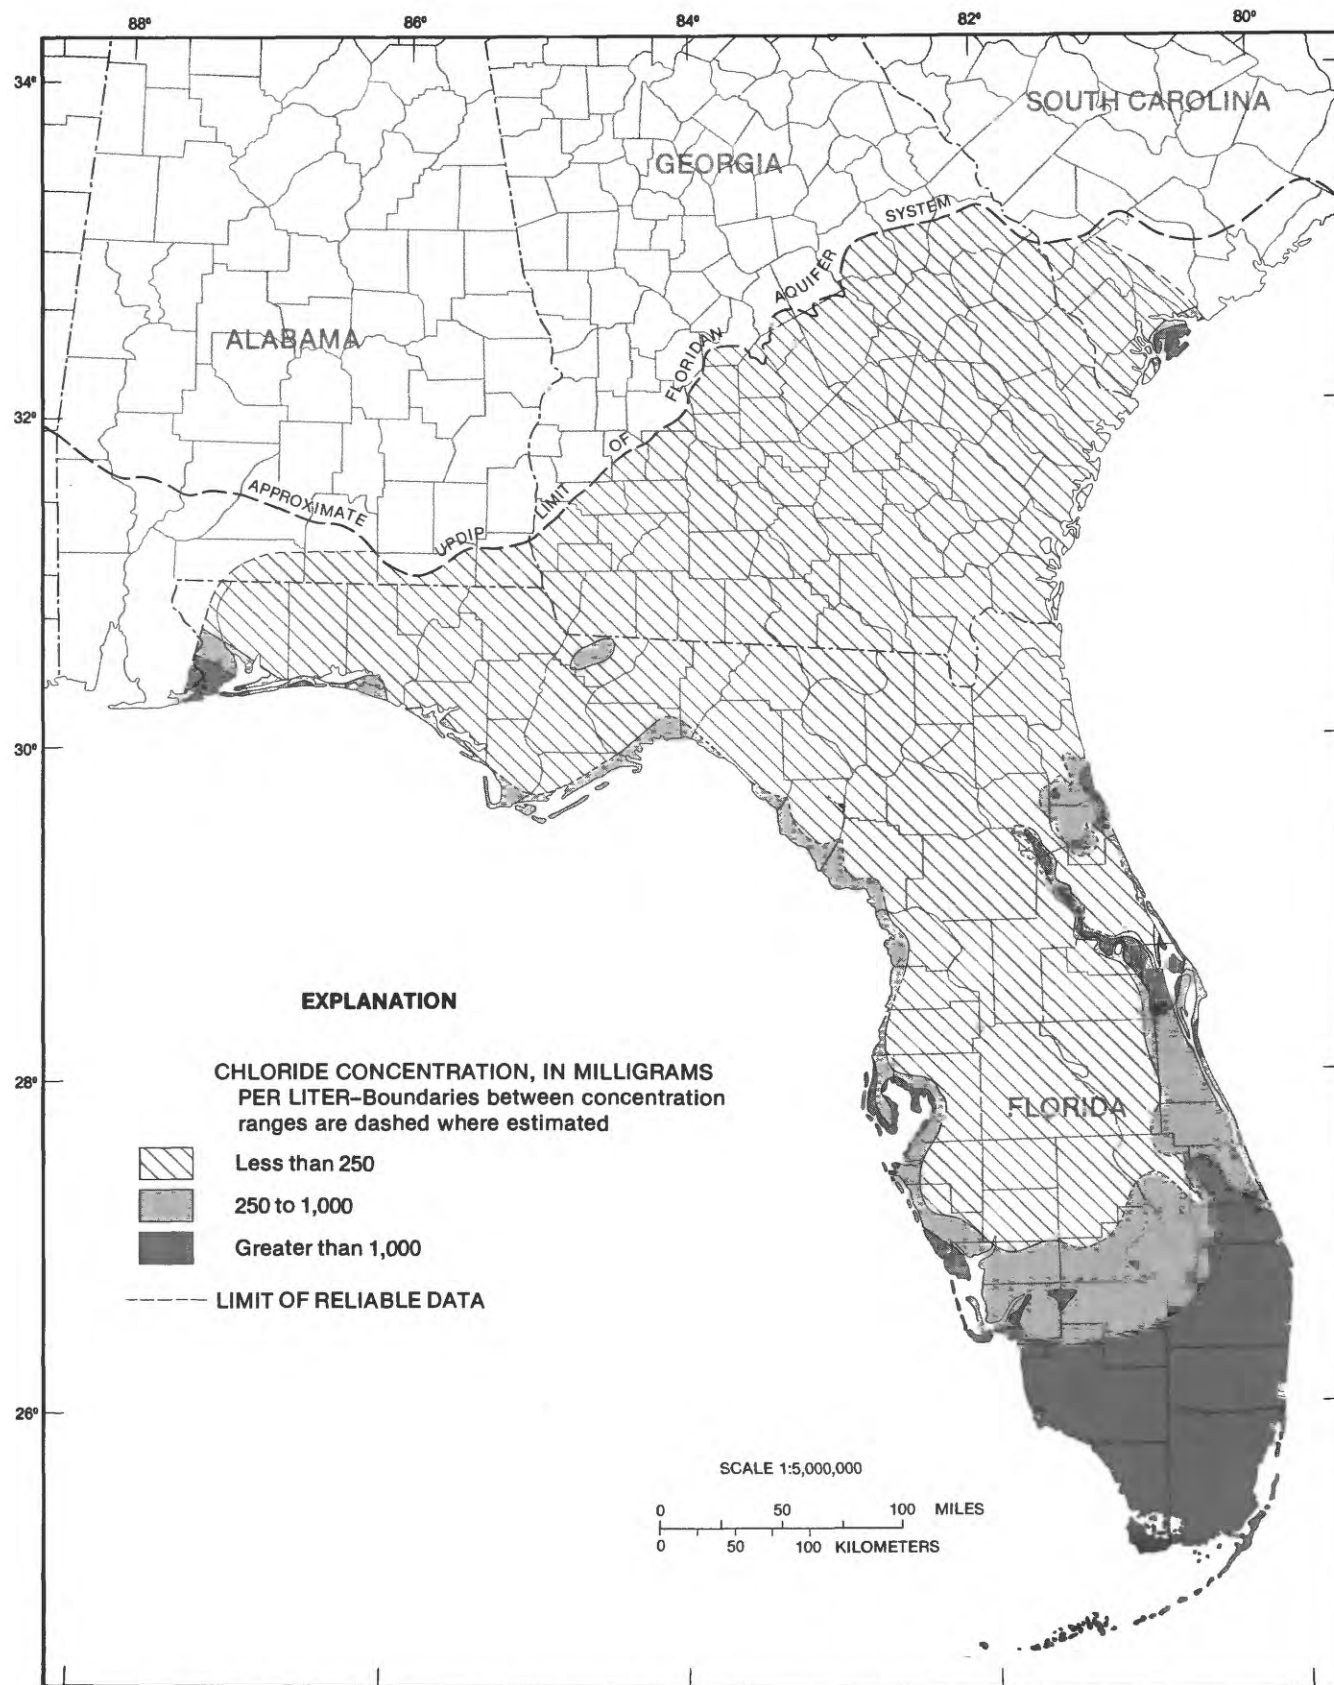 88° 86° 84° 82° 80°
34°
SOUTH CAROLINA
GEORGIA
SYSTEM
AQUIFER
ALABAMA
FLORIDAN
32°
OF
LIMIT
APPROXIMATE
UPDIP
30°
EXPLANATION
CHLORIDE CONCENTRATION, IN MILLIGRAMS
PER LITER–Boundaries between concentration
ranges are dashed where estimated
28°
FLORIDA
Less than 250
250 to 1,000
Greater than 1,000
LIMIT OF RELIABLE DATA
26°
SCALE 1:5,000,000
0 50 100 MILES
0 50 100 KILOMETERS